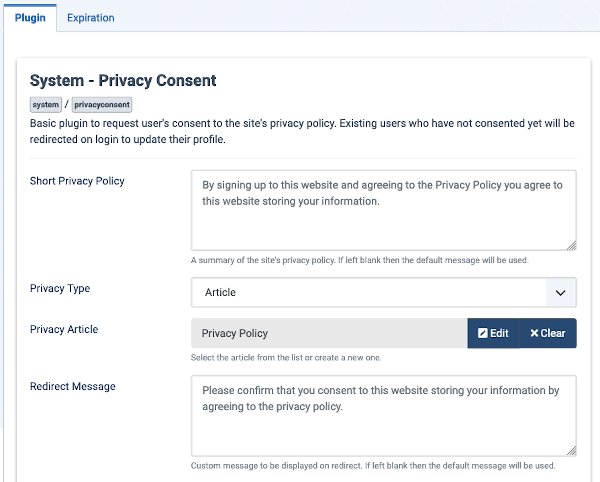 Plugin Expiration
System - Privacy Consent
system / privacyconsent
Basic plugin to request user's consent to the site's privacy policy. Existing users who have not consented yet will be
redirected on login to update their profile.
Short Privacy Policy
By signing up to this website and agreeing to the Privacy Policy you agree to
this website storing your information.
A summary of the site's privacy policy. If left blank then the default message will be used.
Privacy Type
Article
Privacy Article
Privacy Policy
Edit
Clear
Select the article from the list or create a new one.
Redirect Message
Please confirm that you consent to this website storing your information by
agreeing to the privacy policy.
Custom message to be displayed on redirect. If left blank then the default message will be used.